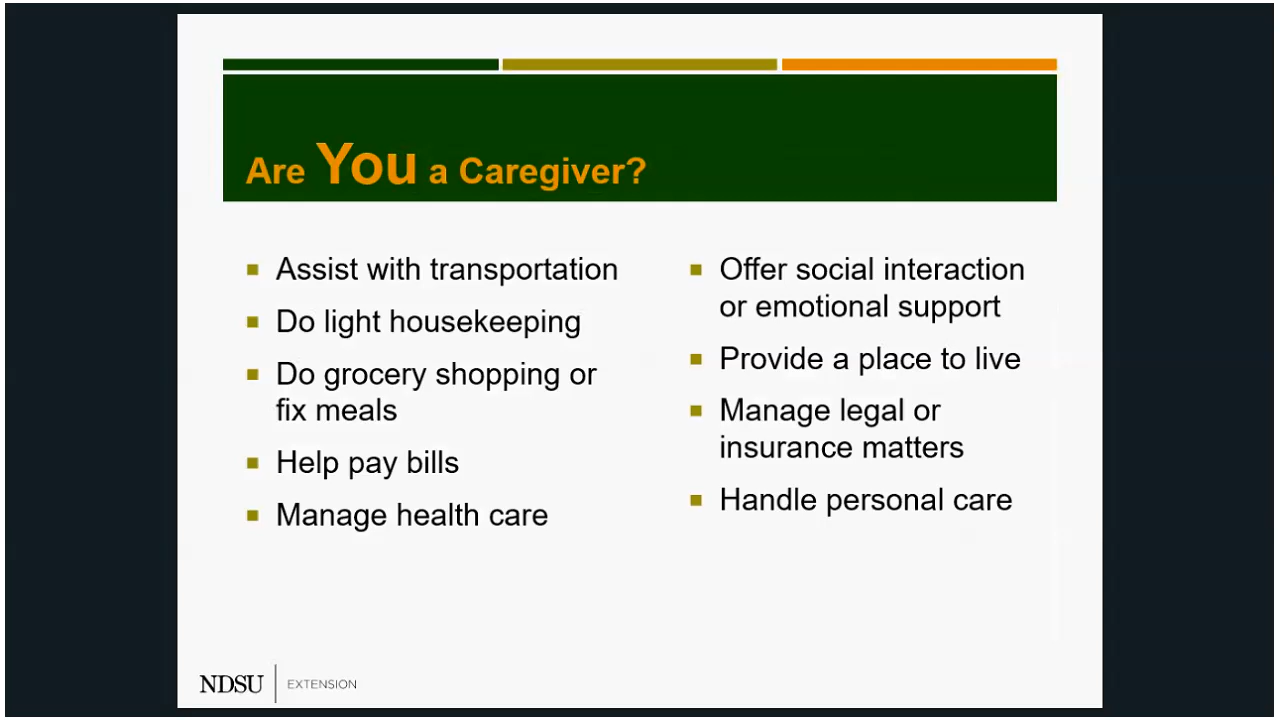 Are You a Caregiver?
Assist with transportation
Do light housekeeping
Do grocery shopping or
fix meals
Help pay bills
Manage health care
Offer social interaction
or emotional support
Provide a place to live
Manage legal or
insurance matters
Handle personal care
NDSU EXTENSION